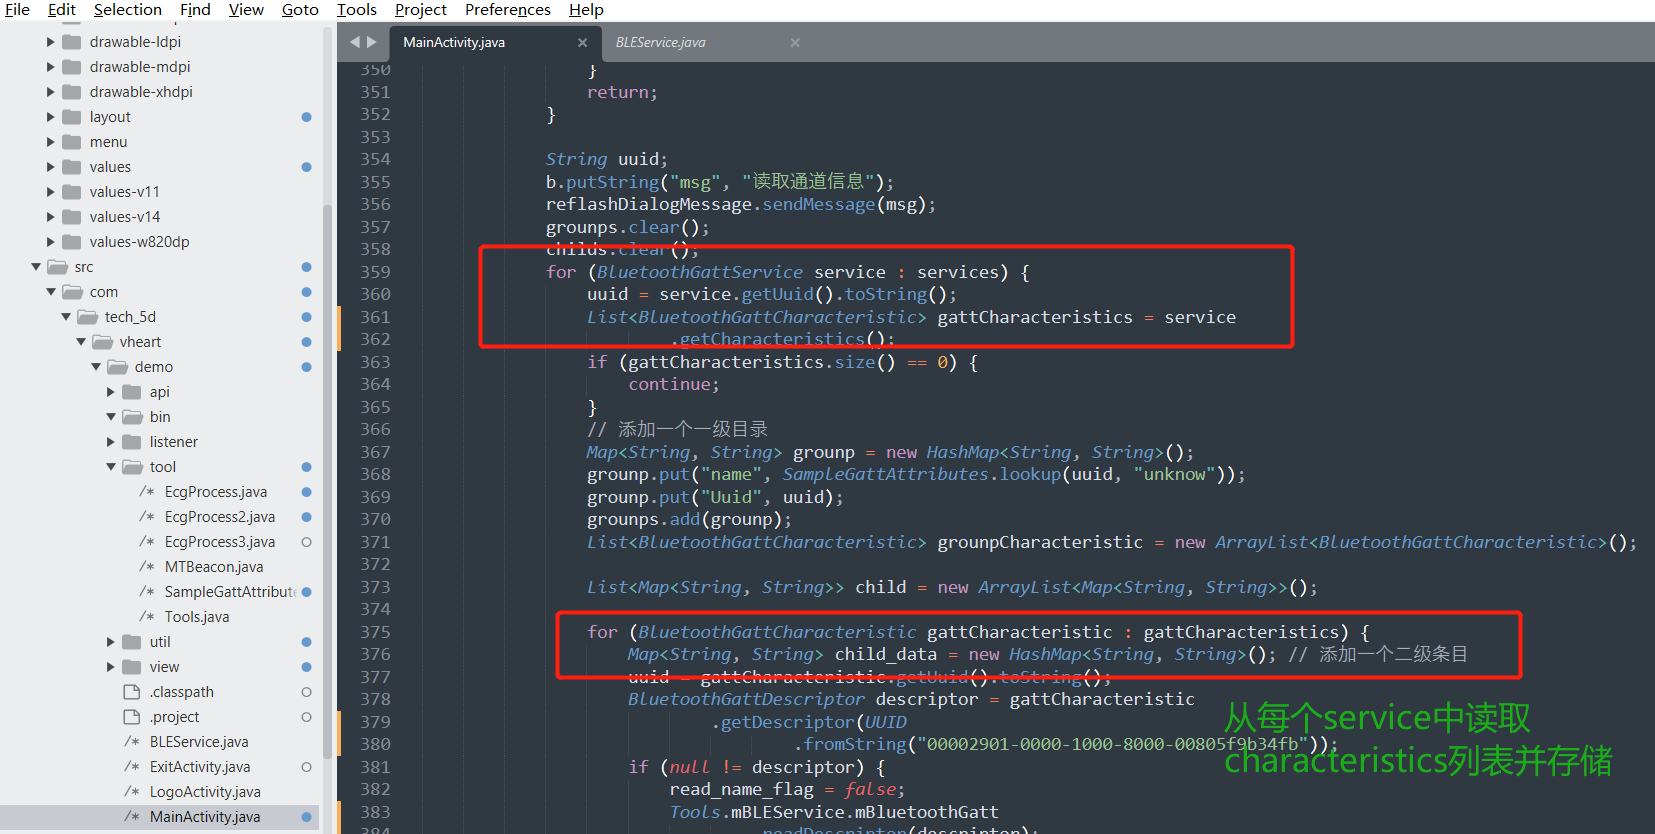 File Edit Selection Find View Goto Tools Project Preferences Help
drawable-ldpi
drawable-mdpi
drawable-xhdpi
layout
menu
values
values-v11
values-v14
values-w820dp
src
com
tech_5d
vheart
demo
api
bin
listener
tool
/* EcgProcess.java
/* EcgProcess2.java
/* EcgProcess3.java
/* MTBeacon.java
/* SampleGattAttribute
/* Tools.java
util
view
.classpath
.project
/* BLEService.java
/* ExitActivity.java
/* LogoActivity.java
/* MainActivity.java
MainActivity.java × BLEService.java ×
350 }
351 return;
352 }
353
354 String uuid;
355 b.putString("msg", "读取通道信息");
356 reflashDialogMessage.sendMessage(msg);
357 grounps.clear();
358 childs.clear();
359 for (BluetoothGattService service : services) {
360 uuid = service.getUuid().toString();
361 List<BluetoothGattCharacteristic> gattCharacteristics = service
362 .getCharacteristics();
363 if (gattCharacteristics.size() == 0) {
364 continue;
365 }
366 // 添加一个一级目录
367 Map<String, String> grounp = new HashMap<String, String>();
368 grounp.put("name", SampleGattAttributes.lookup(uuid, "unknow"));
369 grounp.put("Uuid", uuid);
370 grounps.add(grounp);
371 List<BluetoothGattCharacteristic> grounpCharacteristic = new ArrayList<BluetoothGattCharacteristic>();
372
373 List<Map<String, String>> child = new ArrayList<Map<String, String>>();
374
375 for (BluetoothGattCharacteristic gattCharacteristic : gattCharacteristics) {
376 Map<String, String> child_data = new HashMap<String, String>(); // 添加一个二级条目
377 uuid = gattCharacteristic.getUuid().toString();
378 BluetoothGattDescriptor descriptor = gattCharacteristic
379 .getDescriptor(UUID
380 .fromString("00002901-0000-1000-8000-00805f9b34fb"));
381 if (null != descriptor) {
382 read_name_flag = false;
383 Tools.mBLEService.mBluetoothGatt
384 .readDescriptor(descriptor);
从每个service中读取
characteristics列表并存储